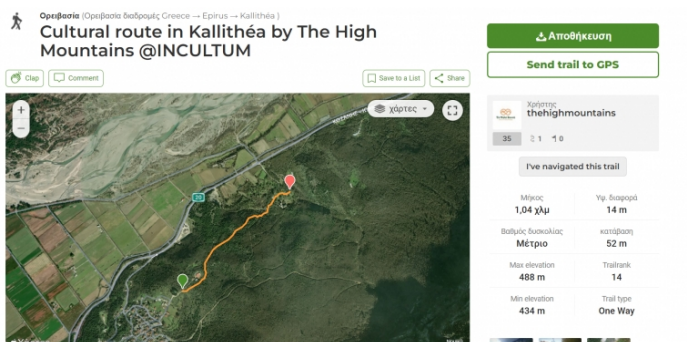 Ορειβασία (Ορειβασία διαδρομές Greece → Epirus → Kallithéa )
Cultural route in Kallithéa by The High
Mountains @INCULTUM
Clap
Comment
Save to a List
Share
χάρτες
+
−
20
Αποθήκευση
Send trail to GPS
Χρήστης
thehighmountains
35
1
0
I've navigated this trail
Μήκος
1,04 χλμ
Υψ. διαφορά
14 m
Βαθμός δυσκολίας
Μέτριο
κατάβαση
52 m
Max elevation
488 m
Trailrank
14
Min elevation
434 m
Trail type
One Way